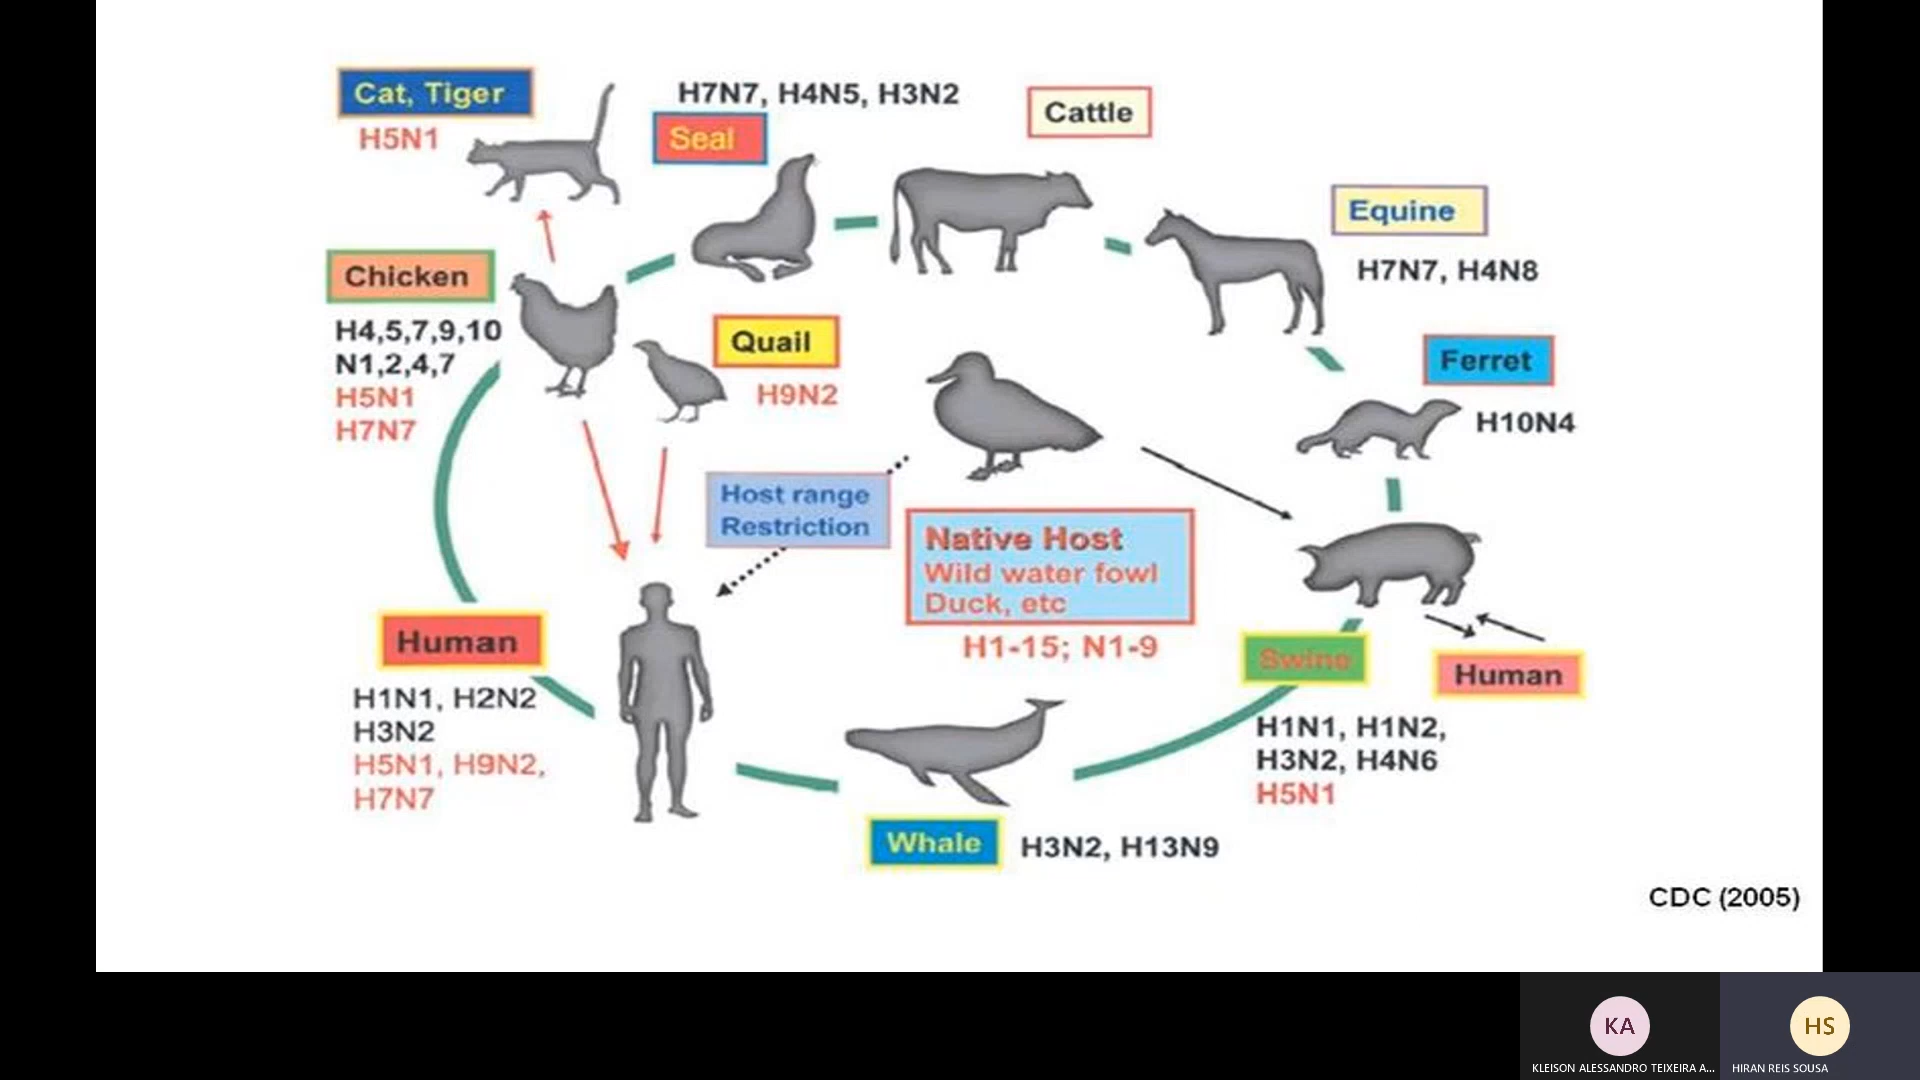 Cat, Tiger
H5N1
H7N7, H4N5, H3N2
Seal
Cattle
Equine
H7N7, H4N8
Chicken
H4,5,7,9,10
N1,2,4,7
H5N1
H7N7
Quail
H9N2
Ferret
H10N4
Host range
Restriction
Native Host
Wild water fowl
Duck, etc
H1-15; N1-9
Human
H1N1, H2N2
H3N2
H5N1, H9N2,
H7N7
Swine
Human
H1N1, H1N2,
H3N2, H4N6
H5N1
Whale
H3N2, H13N9
CDC (2005)
KA
KLEISON ALESSANDRO TEIXEIRA A...
HS
HIRAN REIS SOUSA